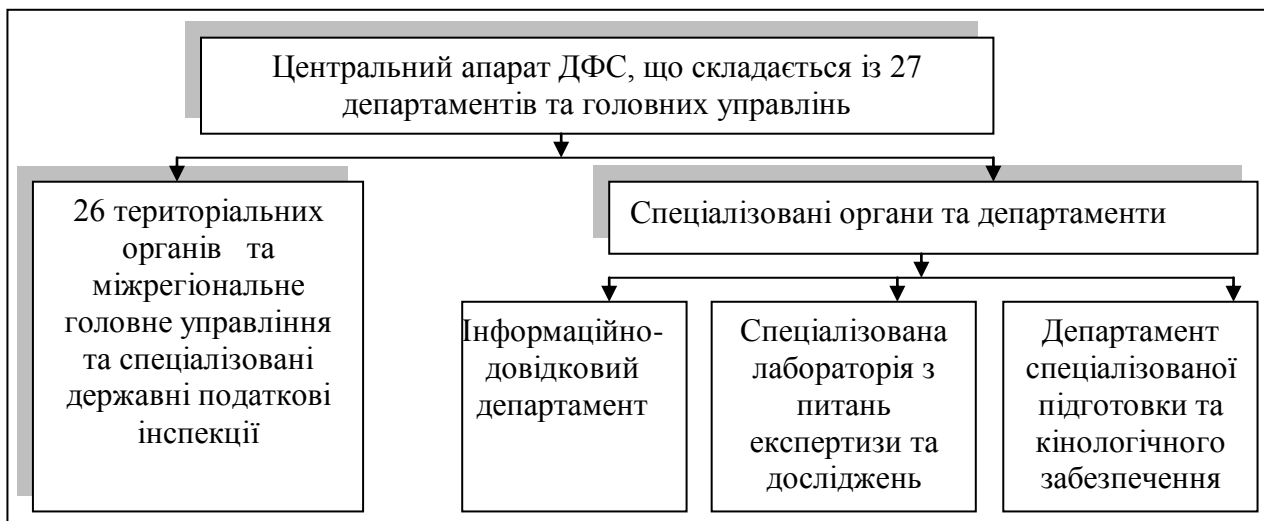 Центральний апарат ДФС, що складається із 27
департаментів та головних управлінь
26 територіальних
органів та
міжрегіональне
головне управління
та спеціалізовані
державні податкові
інспекції
Спеціалізовані органи та департаменти
Інформаційно-
довідковий
департамент
Спеціалізована
лабораторія з
питань
експертизи та
досліджень
Департамент
спеціалізованої
підготовки та
кінологічного
забезпечення